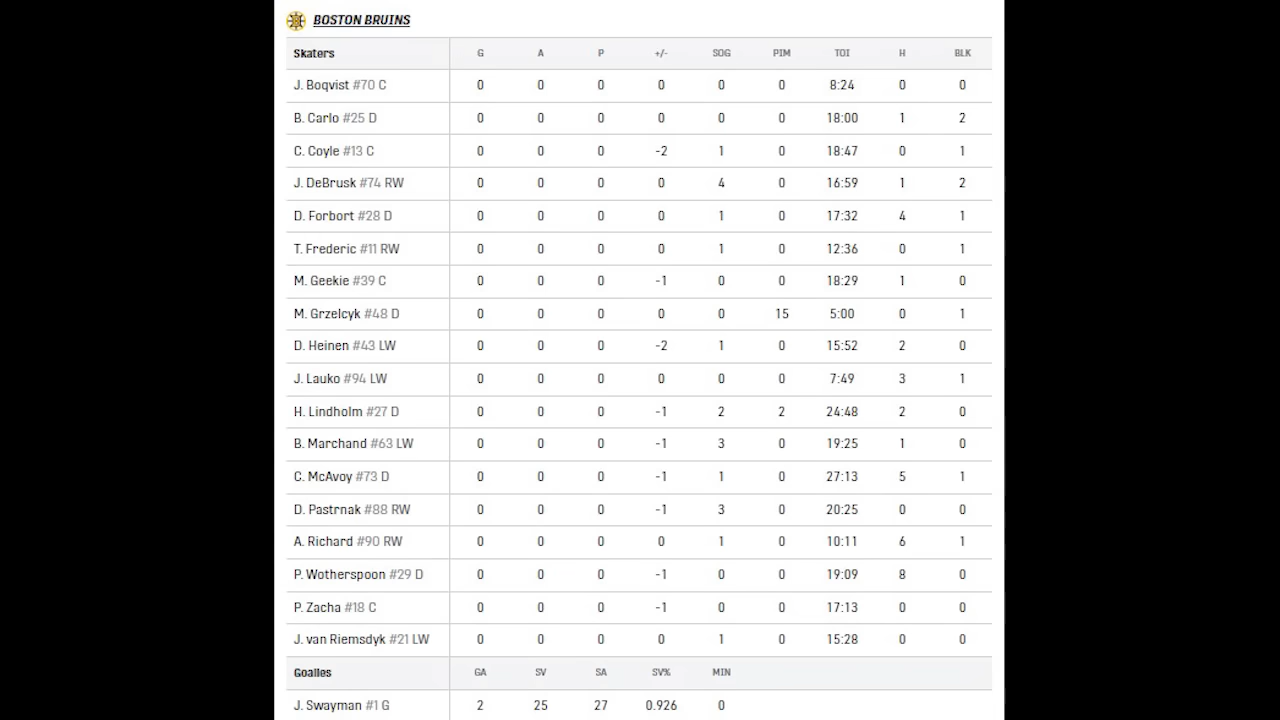 BOSTON BRUINS
Skaters G A P +/- SOG PIM TOI H BLK
J. Boqvist #70 C 0 0 0 0 0 0 8:24 0 0
B. Carlo #25 D 0 0 0 0 0 0 18:00 1 2
C. Coyle #13 C 0 0 0 -2 1 0 18:47 0 1
J. DeBrusk #74 RW 0 0 0 0 4 0 16:59 1 2
D. Forbort #28 D 0 0 0 0 1 0 17:32 4 1
T. Frederic #11 RW 0 0 0 0 1 0 12:36 0 1
M. Geekie #39 C 0 0 0 -1 0 0 18:29 1 0
M. Grzelcyk #48 D 0 0 0 0 0 15 5:00 0 1
D. Heinen #43 LW 0 0 0 -2 1 0 15:52 2 0
J. Lauko #94 LW 0 0 0 0 0 0 7:49 3 1
H. Lindholm #27 D 0 0 0 -1 2 2 24:48 2 0
B. Marchand #63 LW 0 0 0 -1 3 0 19:25 1 0
C. McAvoy #73 D 0 0 0 -1 1 0 27:13 5 1
D. Pastrnak #88 RW 0 0 0 -1 3 0 20:25 0 0
A. Richard #90 RW 0 0 0 0 1 0 10:11 6 1
P. Wotherspoon #29 D 0 0 0 -1 0 0 19:09 8 0
P. Zacha #18 C 0 0 0 -1 0 0 17:13 0 0
J. van Riemsdyk #21 LW 0 0 0 0 1 0 15:28 0 0
Goalies GA SV SA SV% MIN
J. Swayman #1 G 2 25 27 0.926 0